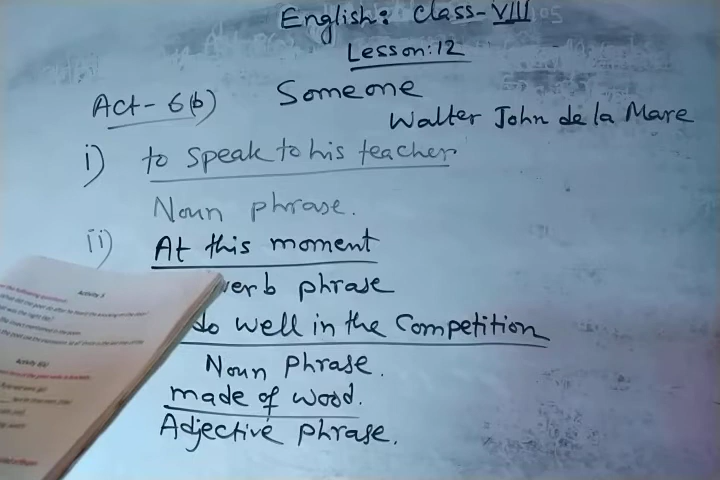 English: Class-VIII
Lesson:12
Someone
Walter John de la Mare
Act-6(b)
i) to speak to his teacher
Noun phrase.
ii) At this moment
verb phrase
do well in the Competition
Noun phrase.
made of wood.
Adjective phrase.
Activity 5